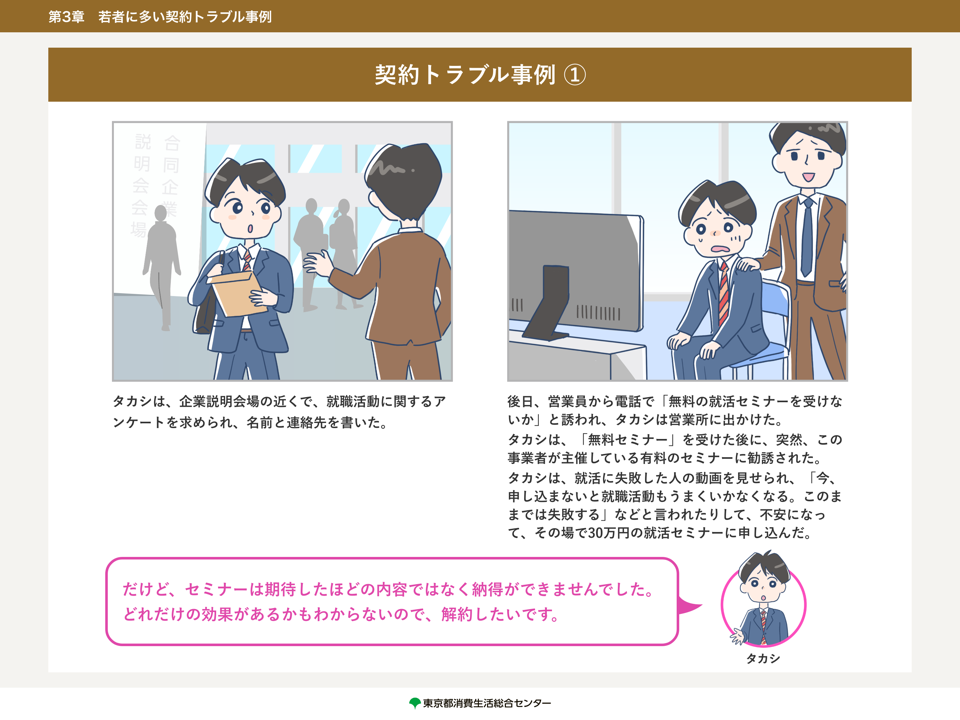 第3章　若者に多い契約トラブル事例
契約トラブル事例 ①
合同企業
説明会会場
タカシは、企業説明会場の近くで、就職活動に関するア
ンケートを求められ、名前と連絡先を書いた。
後日、営業員から電話で「無料の就活セミナーを受けな
いか」と誘われ、タカシは営業所に出かけた。
タカシは、「無料セミナー」を受けた後に、突然、この
事業者が主催している有料のセミナーに勧誘された。
タカシは、就活に失敗した人の動画を見せられ、「今、
申し込まないと就職活動もうまくいかなくなる。このま
までは失敗する」などと言われたりして、不安になっ
て、その場で30万円の就活セミナーに申し込んだ。
だけど、セミナーは期待したほどの内容ではなく納得ができませんでした。
どれだけの効果があるかもわからないので、解約したいです。
タカシ
東京都消費生活総合センター